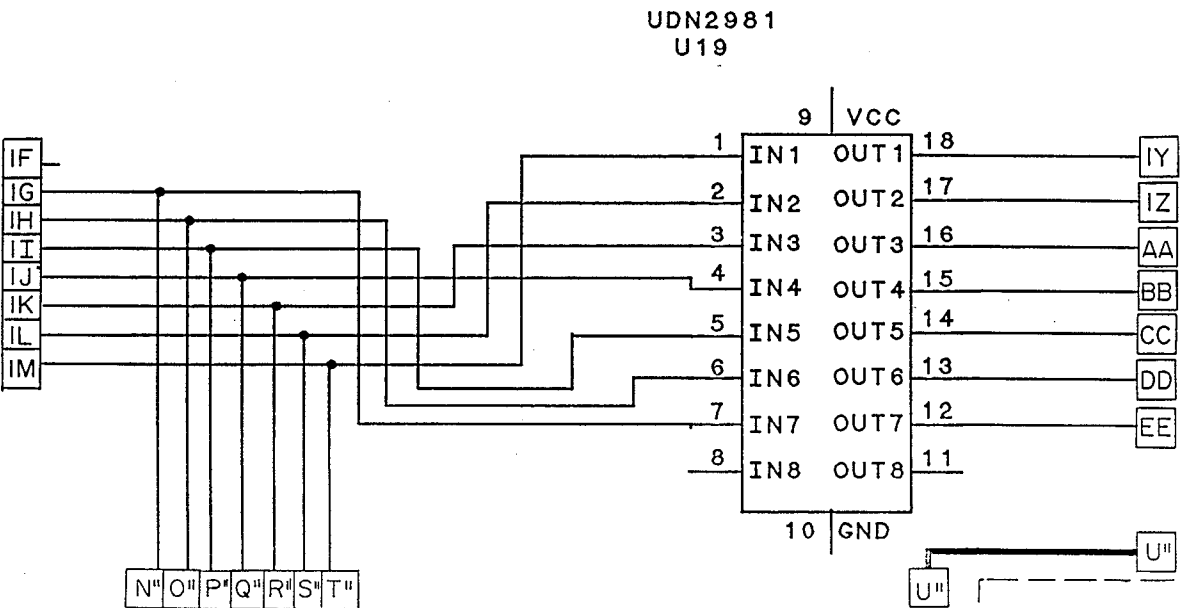 UDN2981
U19
9 VCC
IF
IG
IH
II
IJ
IK
IL
IM
1 IN1 OUT1 18 IY
2 IN2 OUT2 17 IZ
3 IN3 OUT3 16 AA
4 IN4 OUT4 15 BB
5 IN5 OUT5 14 CC
6 IN6 OUT6 13 DD
7 IN7 OUT7 12 EE
8 IN8 OUT8 11
10 GND
U"
N" O" P" Q" R" S" T"
U"